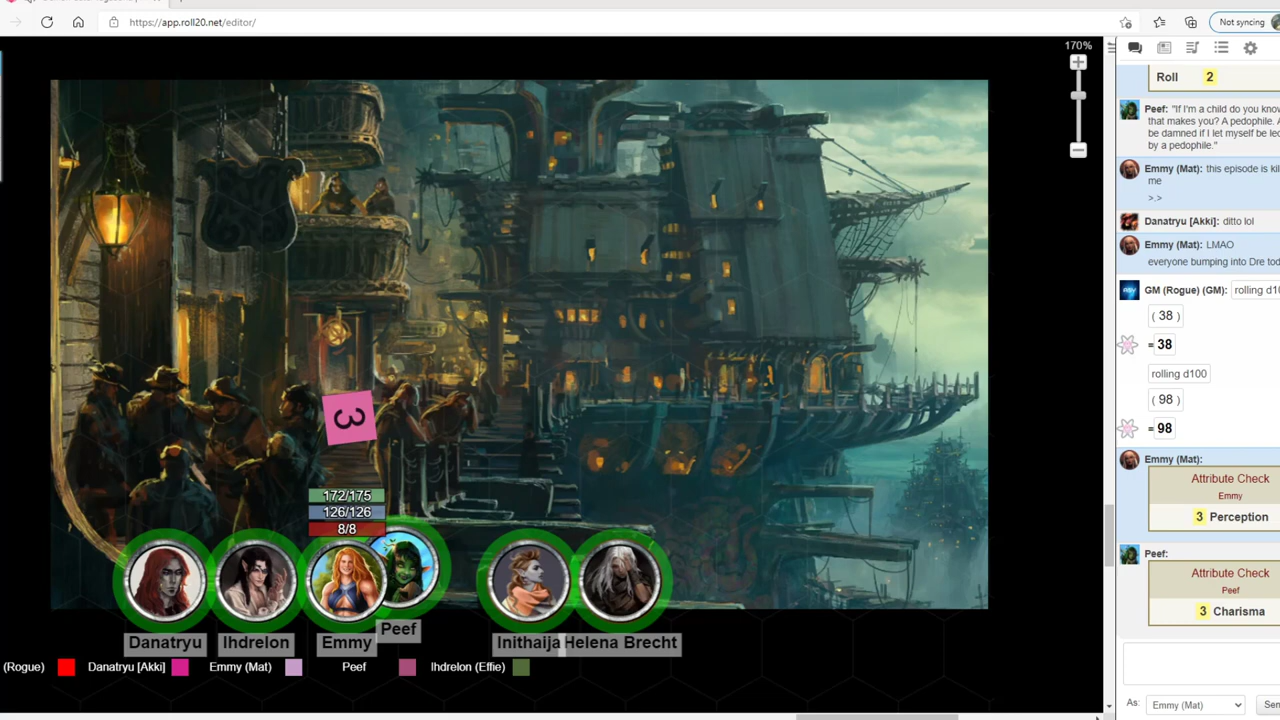 https://app.roll20.net/editor/
Not syncing
170%
Roll 2
Peef: "If I'm a child do you know
that makes you? A pedophile. A
be damned if I let myself be led
by a pedophile."
Emmy (Mat): this episode is kil
me
>.>
Danatryu [Akki]: ditto lol
Emmy (Mat): LMAO
everyone bumping into Dre tod
GM (Rogue) (GM): rolling d10
( 38 )
= 38
rolling d100
( 98 )
= 98
Emmy (Mat):
Attribute Check
Emmy
3 Perception
Peef:
Attribute Check
Peef
3 Charisma
3
172/175
126/126
8/8
Danatryu
Ihdrelon
Emmy
Peef
Inithaija
Helena Brecht
(Rogue)
Danatryu [Akki]
Emmy (Mat)
Peef
Ihdrelon (Effie)
As: Emmy (Mat)
Sen